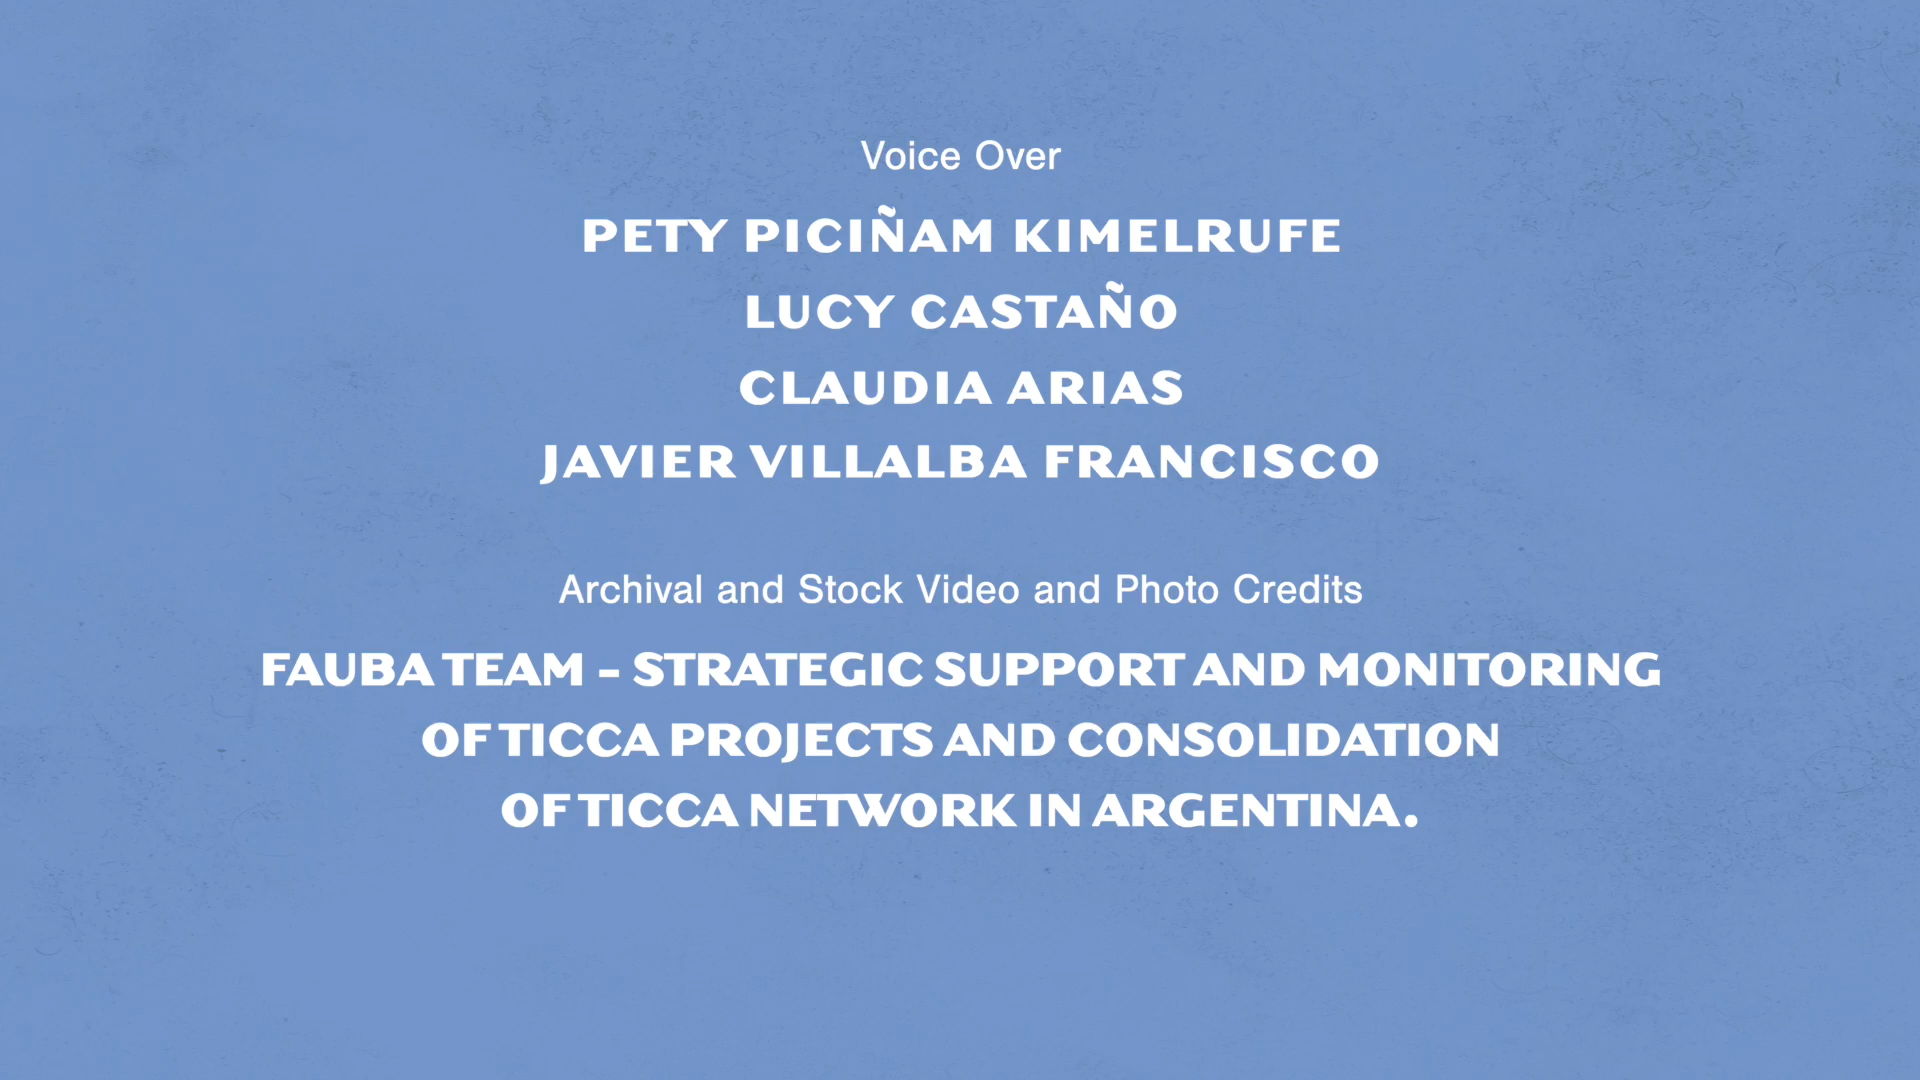 Voice Over
PETY PICIÑAM KIMELRUFE
LUCY CASTAÑO
CLAUDIA ARIAS
JAVIER VILLALBA FRANCISCO
Archival and Stock Video and Photo Credits
FAUBA TEAM - STRATEGIC SUPPORT AND MONITORING
OF TICCA PROJECTS AND CONSOLIDATION
OF TICCA NETWORK IN ARGENTINA.